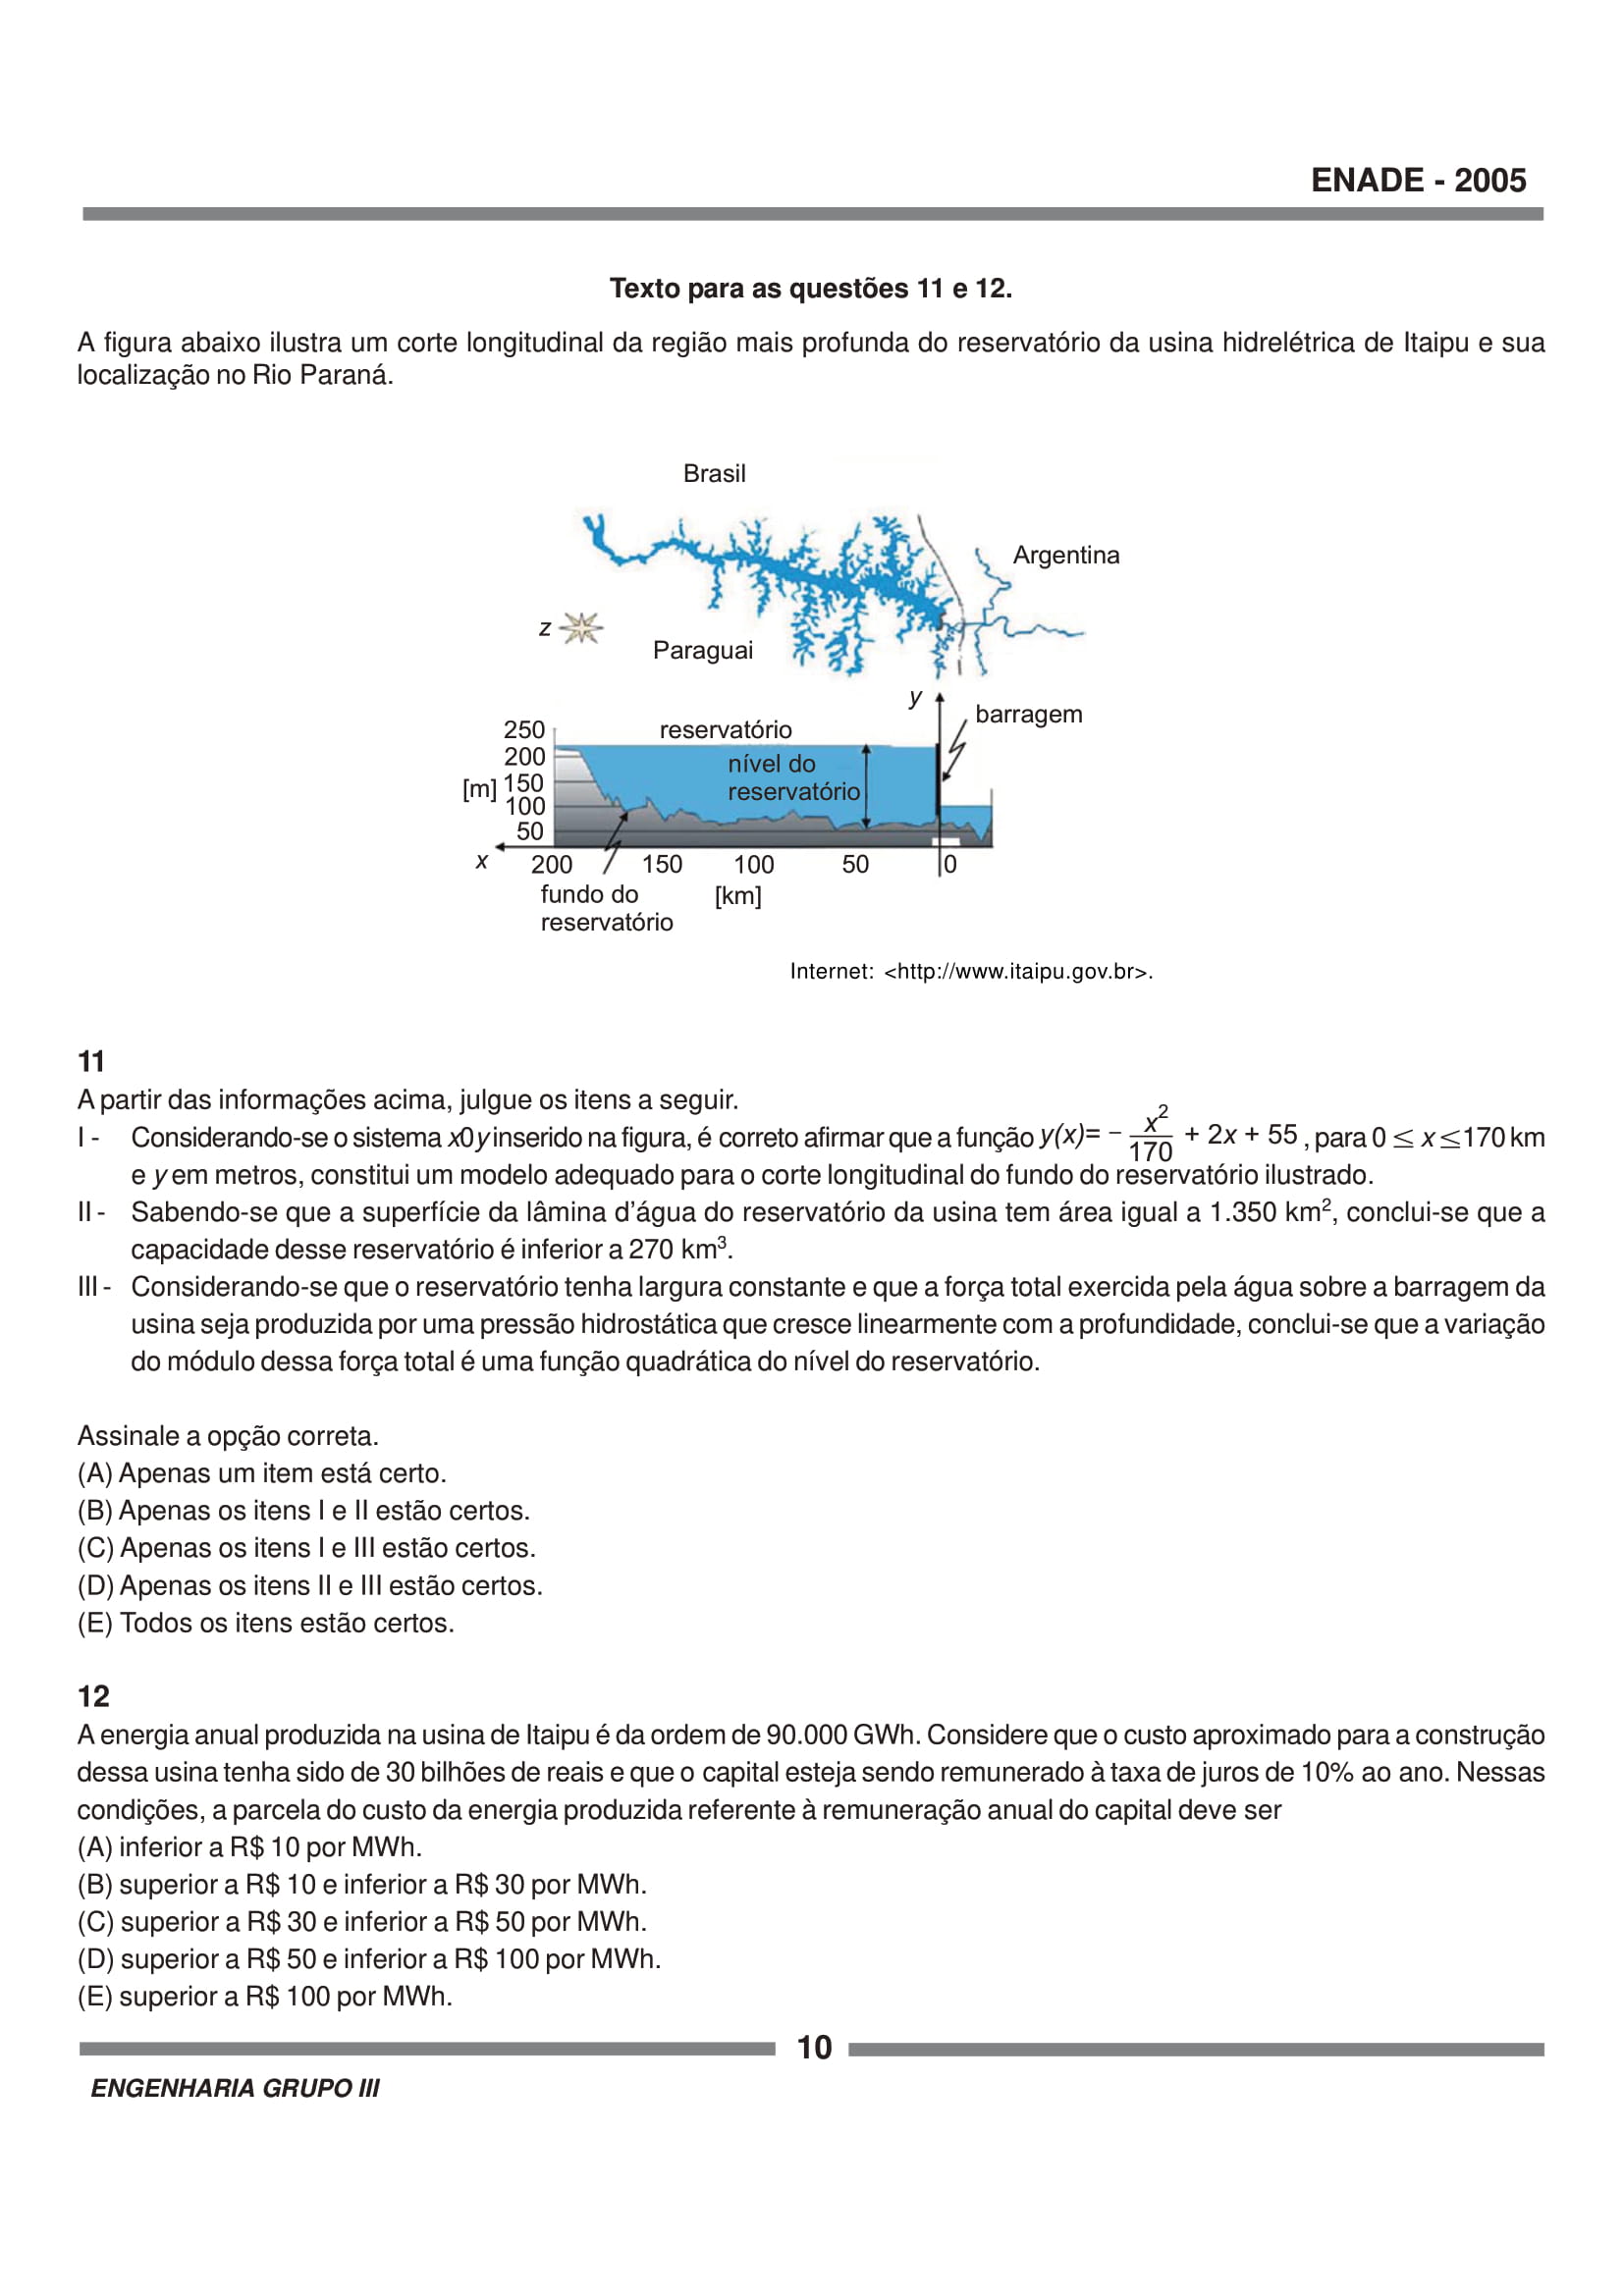 ENADE - 2005
Texto para as questões 11 e 12.
A figura abaixo ilustra um corte longitudinal da região mais profunda do reservatório da usina hidrelétrica de Itaipu e sua
localização no Rio Paraná.
Brasil
Argentina
z
Paraguai
y
barragem
250
reservatório
200
nível do
[m]
150
reservatório
100
50
x
200
150
100
50
0
fundo do
[km]
reservatório
Internet: <http://www.itaipu.gov.br>.
11
A partir das informações acima, julgue os itens a seguir.
I - Considerando-se o sistema x0y inserido na figura, é correto afirmar que a função y(x)= − x²/170 + 2x + 55 , para 0 ≤ x ≤ 170 km
e y em metros, constitui um modelo adequado para o corte longitudinal do fundo do reservatório ilustrado.
II - Sabendo-se que a superfície da lâmina d’água do reservatório da usina tem área igual a 1.350 km², conclui-se que a
capacidade desse reservatório é inferior a 270 km³.
III - Considerando-se que o reservatório tenha largura constante e que a força total exercida pela água sobre a barragem da
usina seja produzida por uma pressão hidrostática que cresce linearmente com a profundidade, conclui-se que a variação
do módulo dessa força total é uma função quadrática do nível do reservatório.
Assinale a opção correta.
(A) Apenas um item está certo.
(B) Apenas os itens I e II estão certos.
(C) Apenas os itens I e III estão certos.
(D) Apenas os itens II e III estão certos.
(E) Todos os itens estão certos.
12
A energia anual produzida na usina de Itaipu é da ordem de 90.000 GWh. Considere que o custo aproximado para a construção
dessa usina tenha sido de 30 bilhões de reais e que o capital esteja sendo remunerado à taxa de juros de 10% ao ano. Nessas
condições, a parcela do custo da energia produzida referente à remuneração anual do capital deve ser
(A) inferior a R$ 10 por MWh.
(B) superior a R$ 10 e inferior a R$ 30 por MWh.
(C) superior a R$ 30 e inferior a R$ 50 por MWh.
(D) superior a R$ 50 e inferior a R$ 100 por MWh.
(E) superior a R$ 100 por MWh.
10
ENGENHARIA GRUPO III